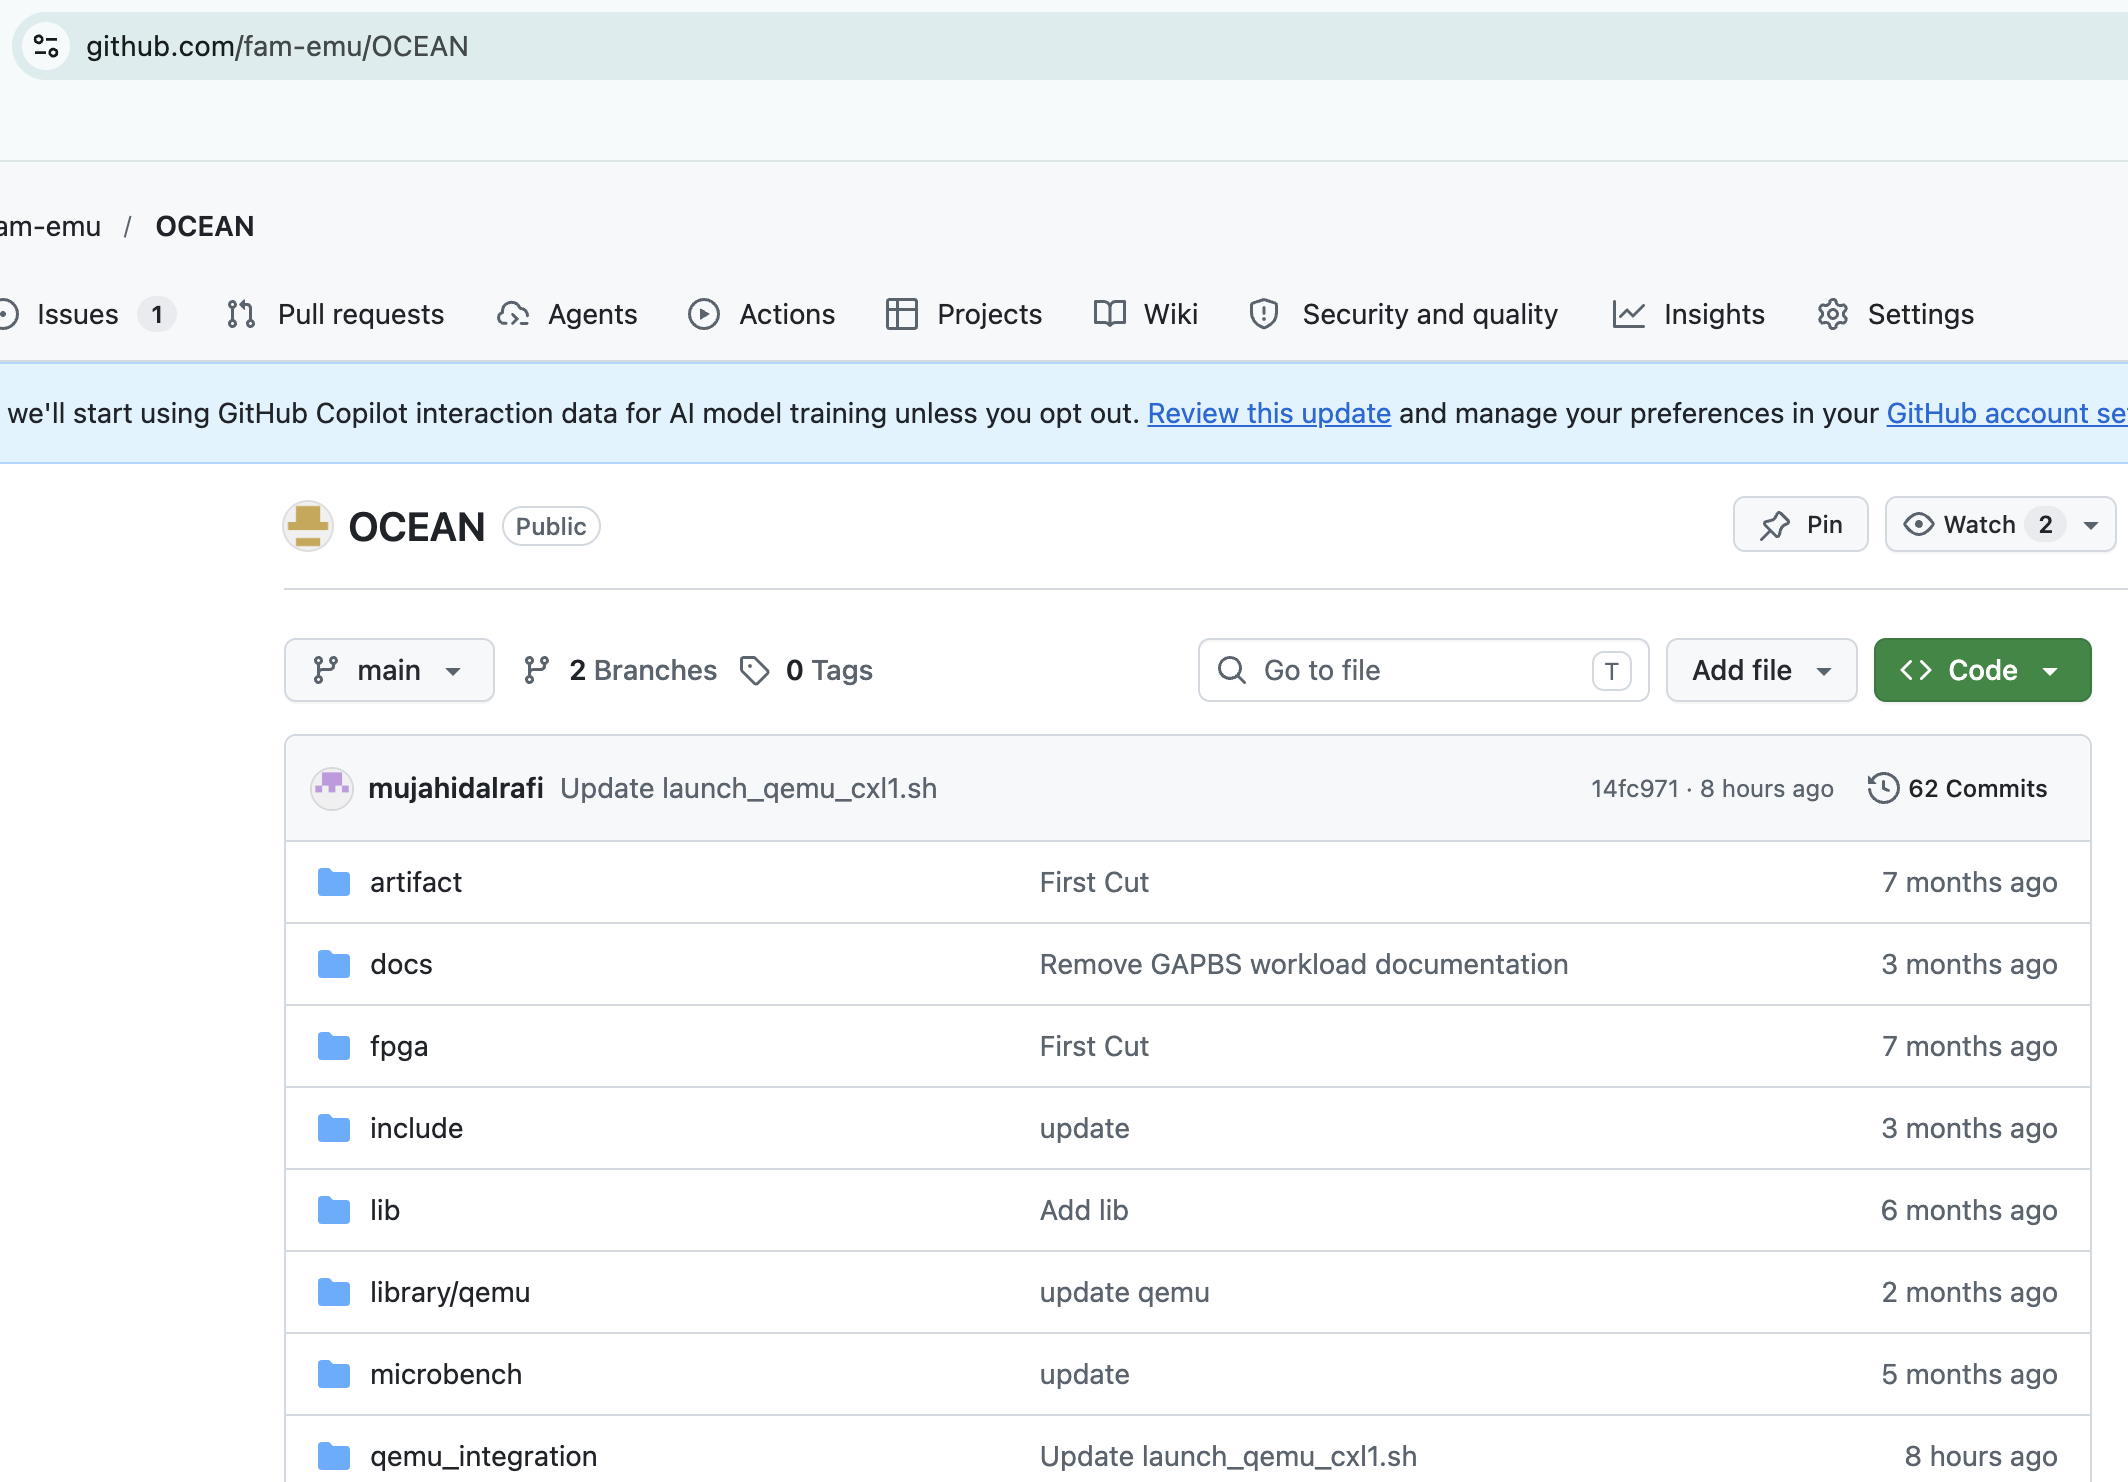 github.com/fam-emu/OCEAN
am-emu / OCEAN
Issues 1 Pull requests Agents Actions Projects Wiki Security and quality Insights Settings
we'll start using GitHub Copilot interaction data for AI model training unless you opt out. Review this update and manage your preferences in your GitHub account se
OCEAN Public Pin Watch 2
main 2 Branches 0 Tags Go to file T Add file Code
mujahidalrafi Update launch_qemu_cxl1.sh 14fc971 · 8 hours ago 62 Commits
artifact First Cut 7 months ago
docs Remove GAPBS workload documentation 3 months ago
fpga First Cut 7 months ago
include update 3 months ago
lib Add lib 6 months ago
library/qemu update qemu 2 months ago
microbench update 5 months ago
qemu_integration Update launch_qemu_cxl1.sh 8 hours ago